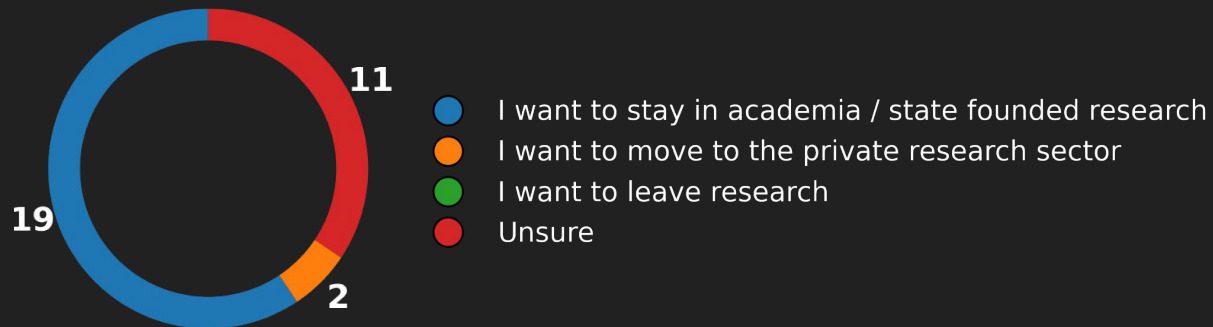 11
19
2
I want to stay in academia / state founded research
I want to move to the private research sector
I want to leave research
Unsure